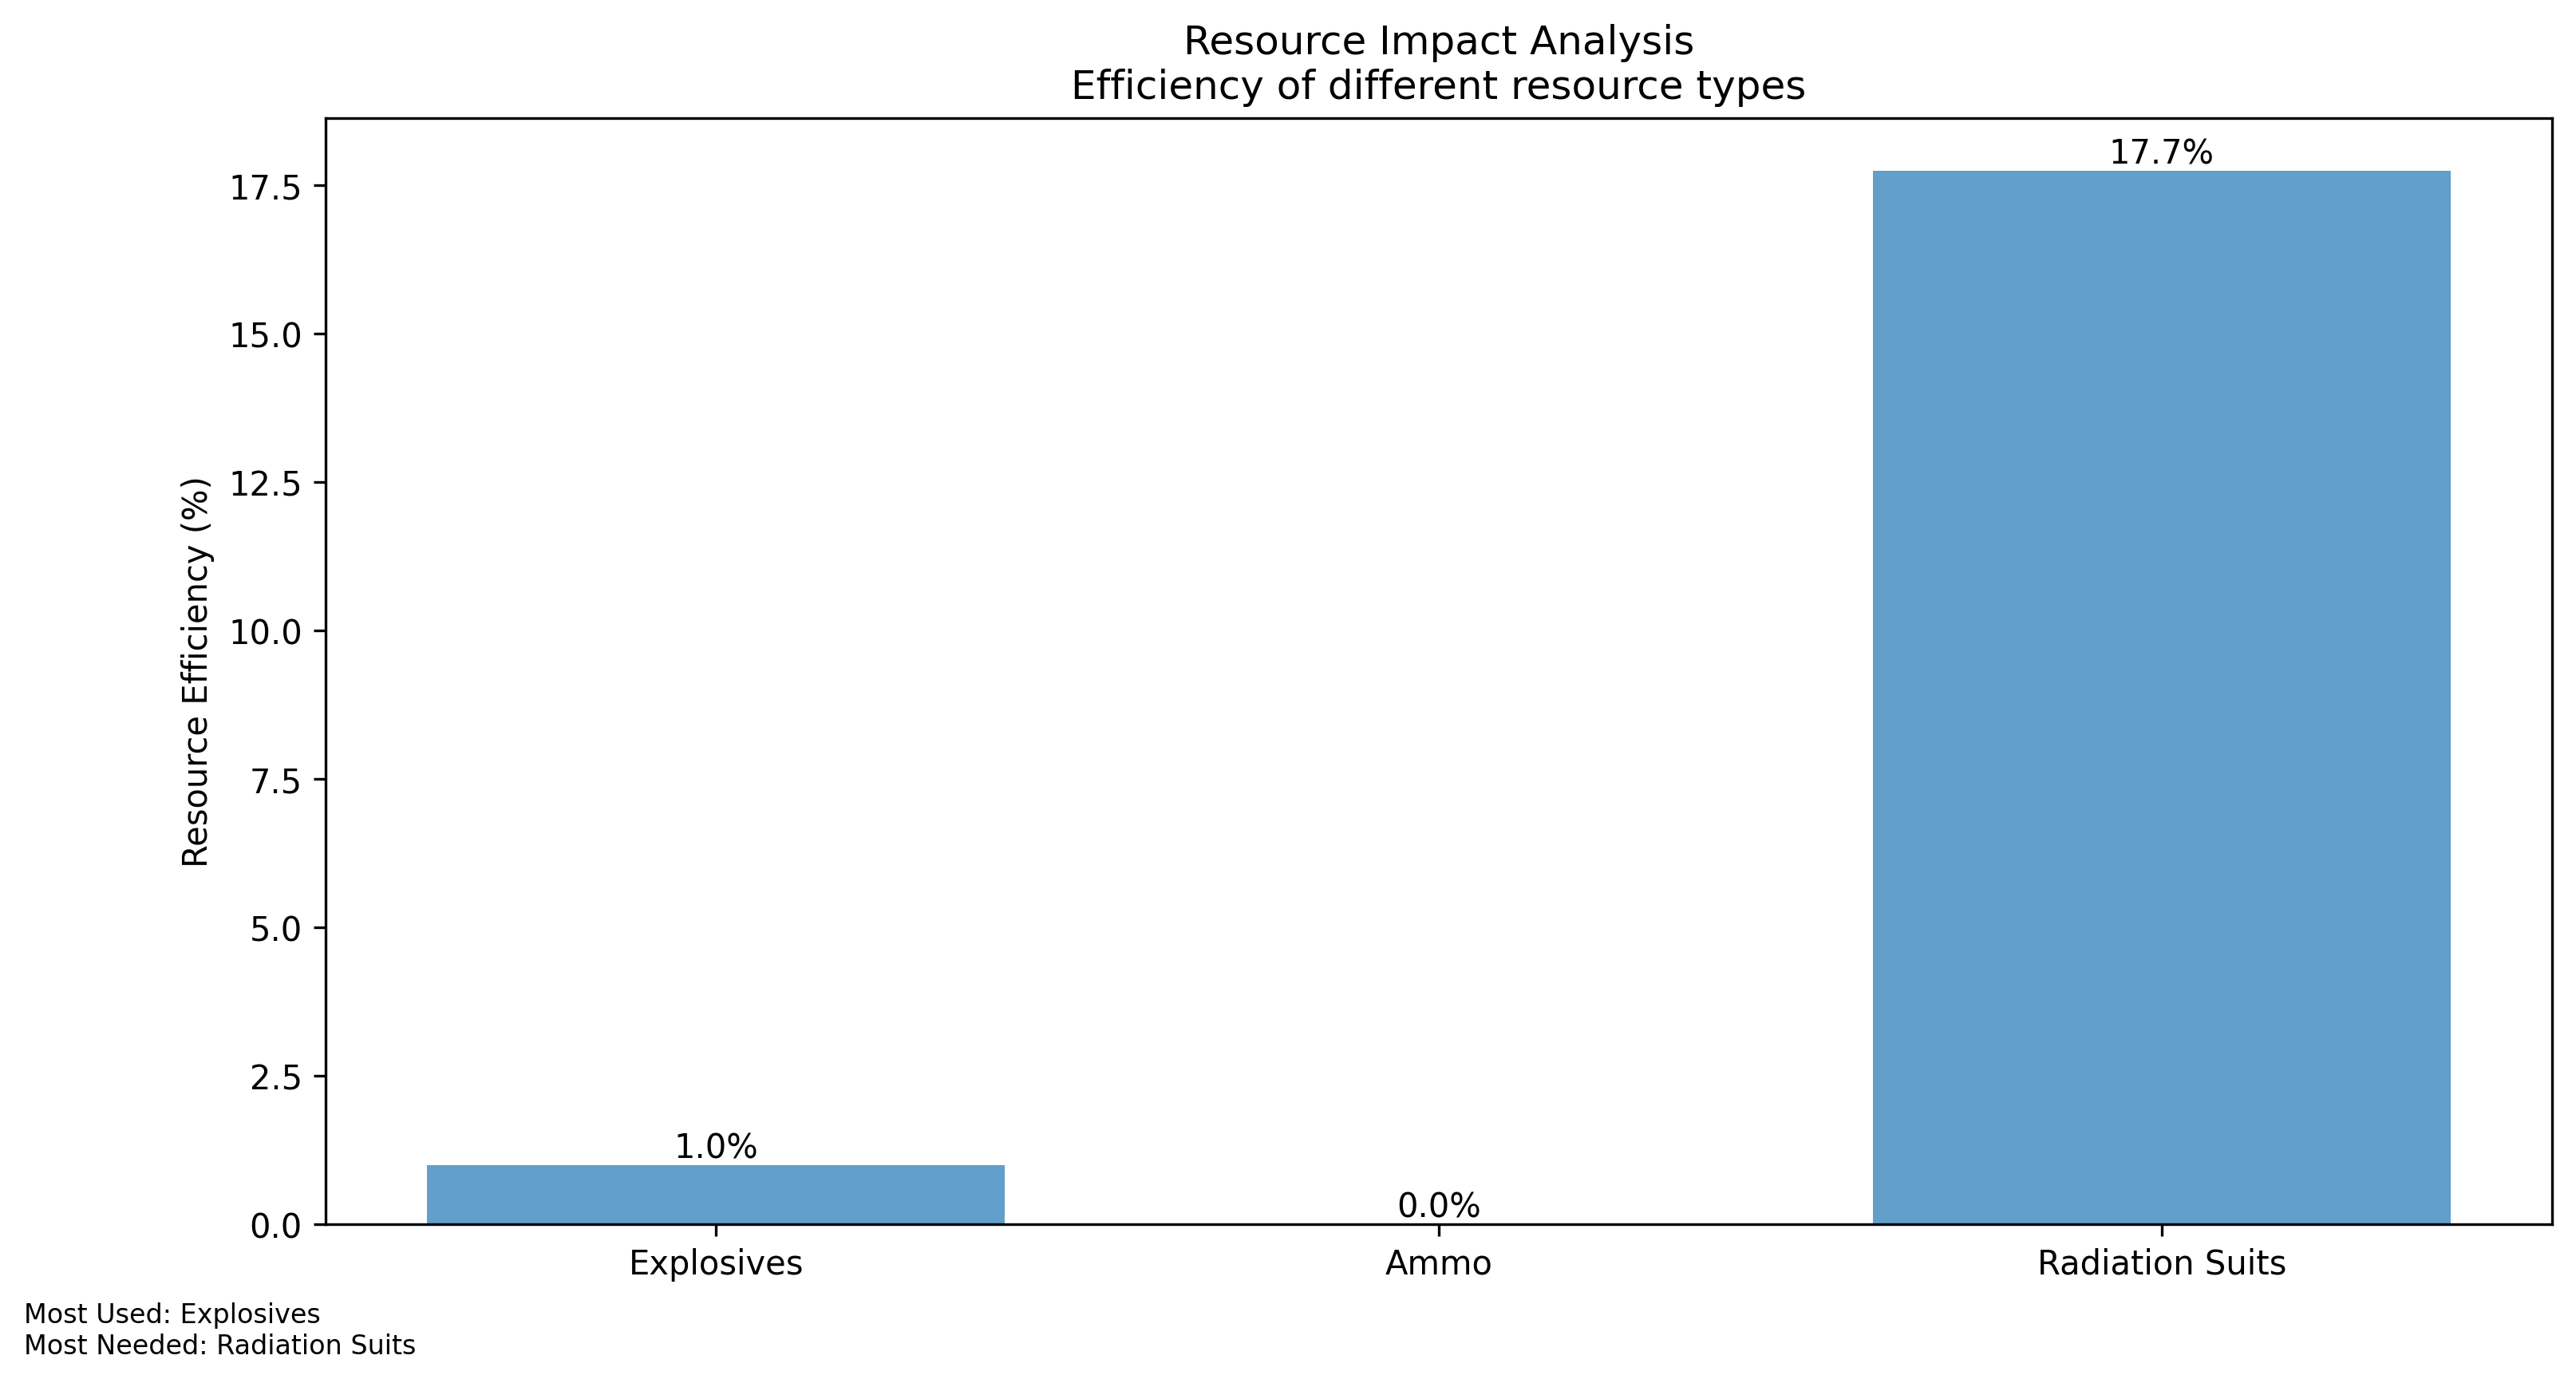 Resource Impact Analysis
Efficiency of different resource types
Resource Efficiency (%)
17.5
15.0
12.5
10.0
7.5
5.0
2.5
0.0
1.0%
0.0%
17.7%
Explosives
Ammo
Radiation Suits
Most Used: Explosives
Most Needed: Radiation Suits